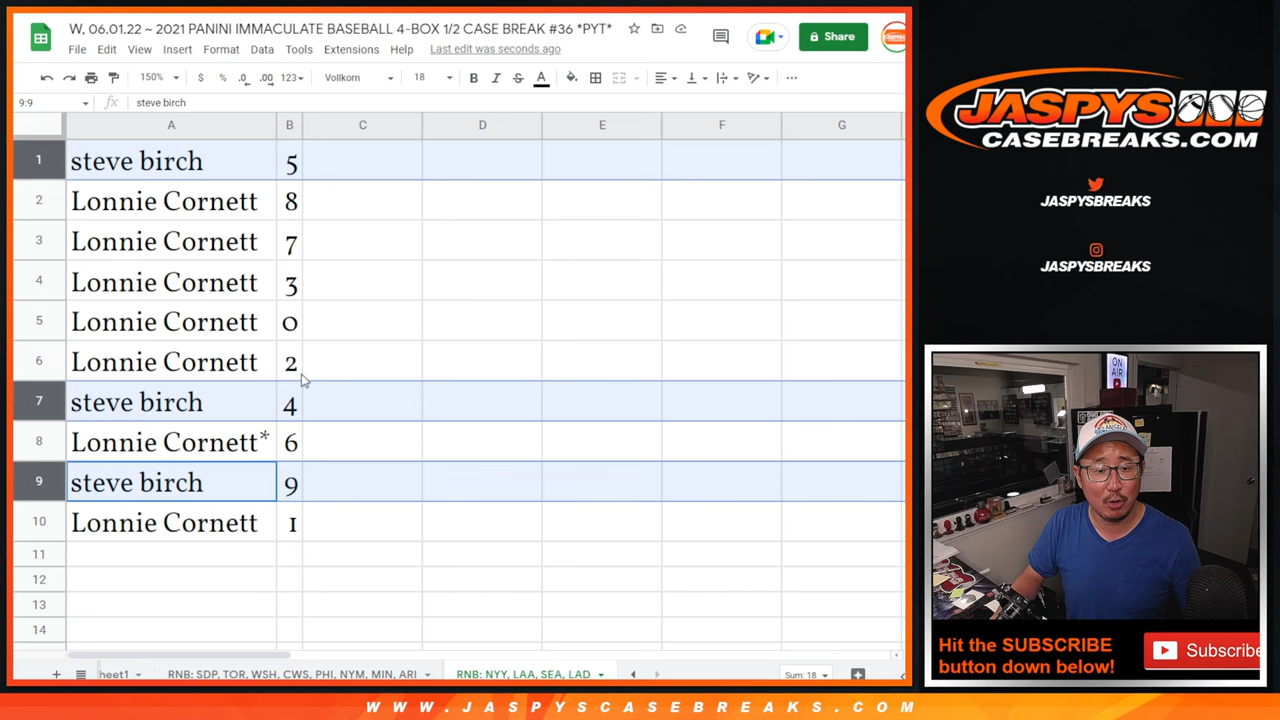 W, 06.01.22 ~ 2021 PANINI IMMACULATE BASEBALL 4-BOX 1/2 CASE BREAK #36 *PYT*
File Edit View Insert Format Data Tools Extensions Help Last edit was seconds ago
Share
150% $ % .0 .00 123 Vollkorn 18 B I S A
9:9 fx steve birch
A B C D E F G
1 steve birch 5
2 Lonnie Cornett 8
3 Lonnie Cornett 7
4 Lonnie Cornett 3
5 Lonnie Cornett 0
6 Lonnie Cornett 2
7 steve birch 4
8 Lonnie Cornett* 6
9 steve birch 9
10 Lonnie Cornett 1
11
12
13
14
heet1 RNB: SDP, TOR, WSH, CWS, PHI, NYM, MIN, ARI RNB: NYY, LAA, SEA, LAD Sum: 18
JASPYS
CASEBREAKS.COM
JASPYSBREAKS
JASPYSBREAKS
ON
AIR
Hit the SUBSCRIBE
button down below!
Subscribe
WWW.JASPYSCASEBREAKS.COM